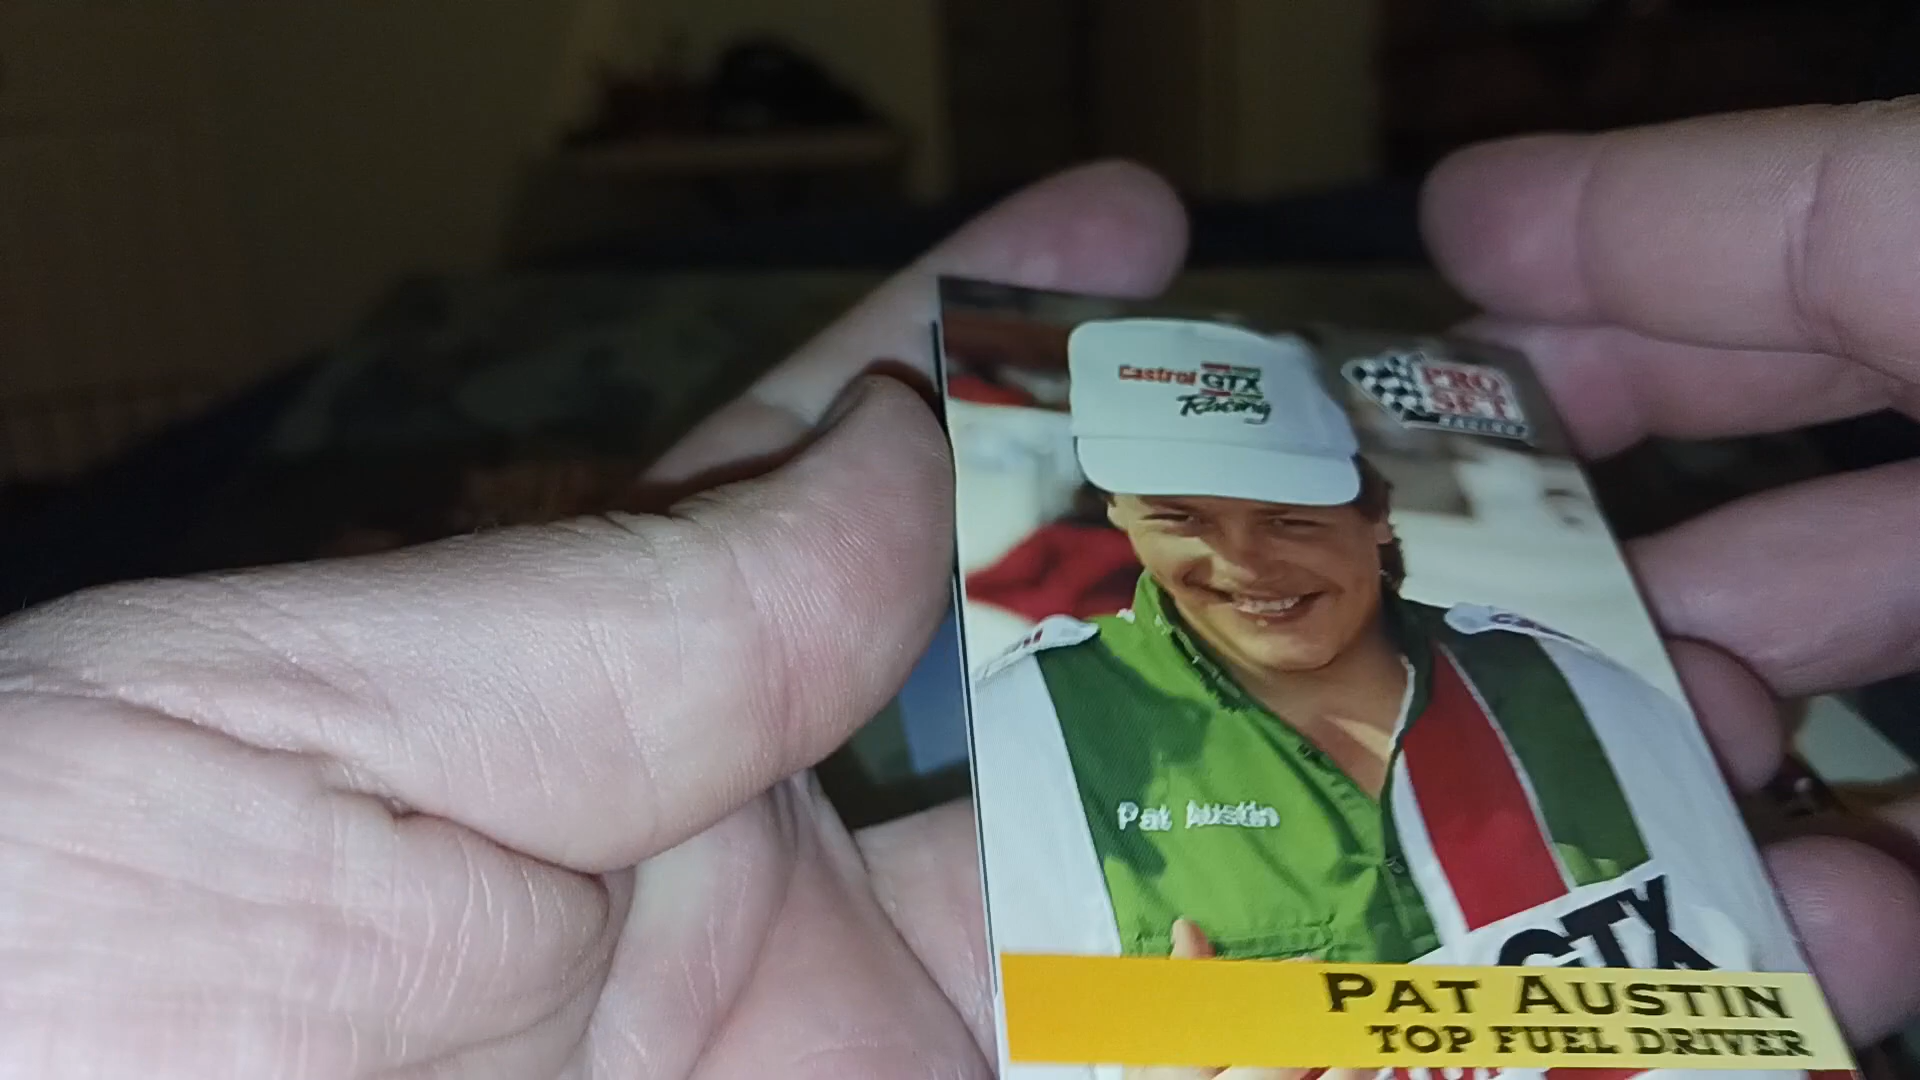 Castrol GTX
Racing
PRO
SET
RACING
Pat Austin
GTX
PAT AUSTIN
TOP FUEL DRIVER